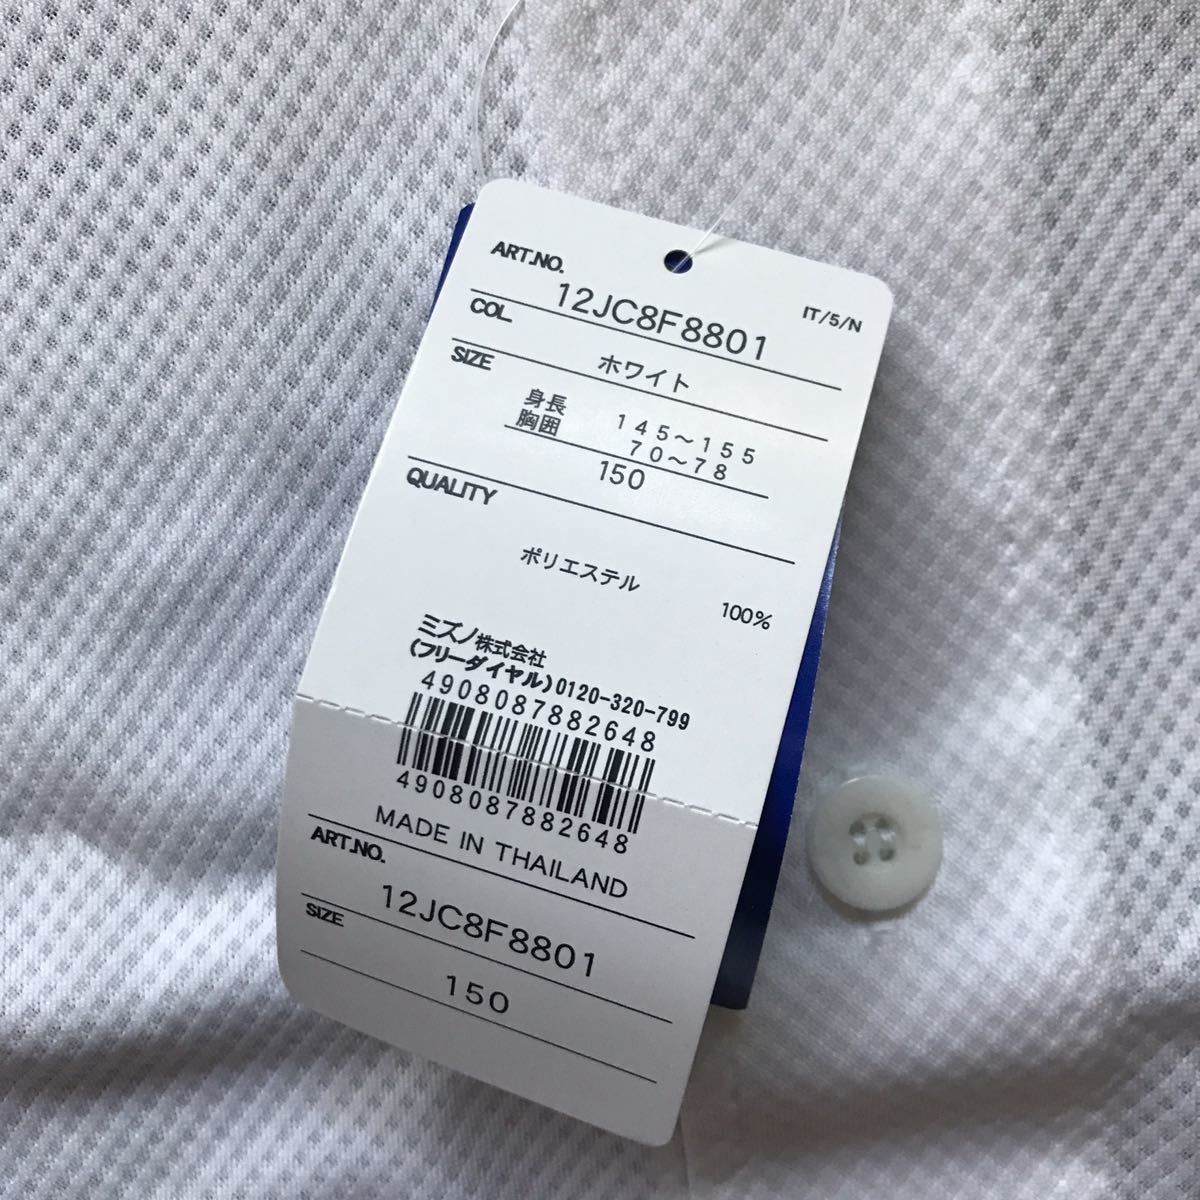 ART.NO.
12JC8F8801
IT/5/N
COL.
ホワイト
SIZE
身長 145〜155
胸囲 70〜78
150
QUALITY
ポリエステル 100%
ミズノ株式会社
(フリーダイヤル)0120-320-799
4908087882648
4908087882648
MADE IN THAILAND
ART.NO.
12JC8F8801
SIZE
150